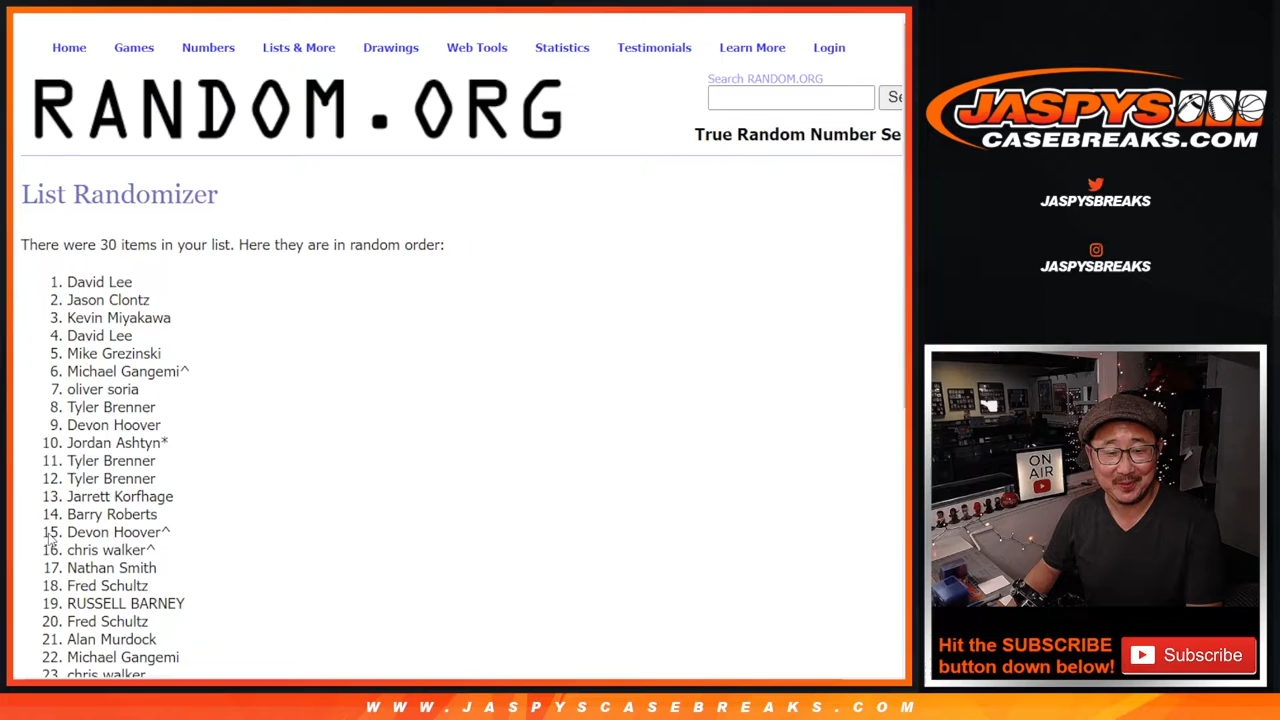 Home Games Numbers Lists & More Drawings Web Tools Statistics Testimonials Learn More Login
RANDOM.ORG
Search RANDOM.ORG
Se
True Random Number Se
List Randomizer
There were 30 items in your list. Here they are in random order:
1. David Lee
2. Jason Clontz
3. Kevin Miyakawa
4. David Lee
5. Mike Grezinski
6. Michael Gangemi^
7. oliver soria
8. Tyler Brenner
9. Devon Hoover
10. Jordan Ashtyn*
11. Tyler Brenner
12. Tyler Brenner
13. Jarrett Korfhage
14. Barry Roberts
15. Devon Hoover^
16. chris walker^
17. Nathan Smith
18. Fred Schultz
19. RUSSELL BARNEY
20. Fred Schultz
21. Alan Murdock
22. Michael Gangemi
23. chris walker
JASPYS
CASEBREAKS.COM
JASPYSBREAKS
JASPYSBREAKS
ON
AIR
Hit the SUBSCRIBE
button down below!
Subscribe
WWW.JASPYSCASEBREAKS.COM